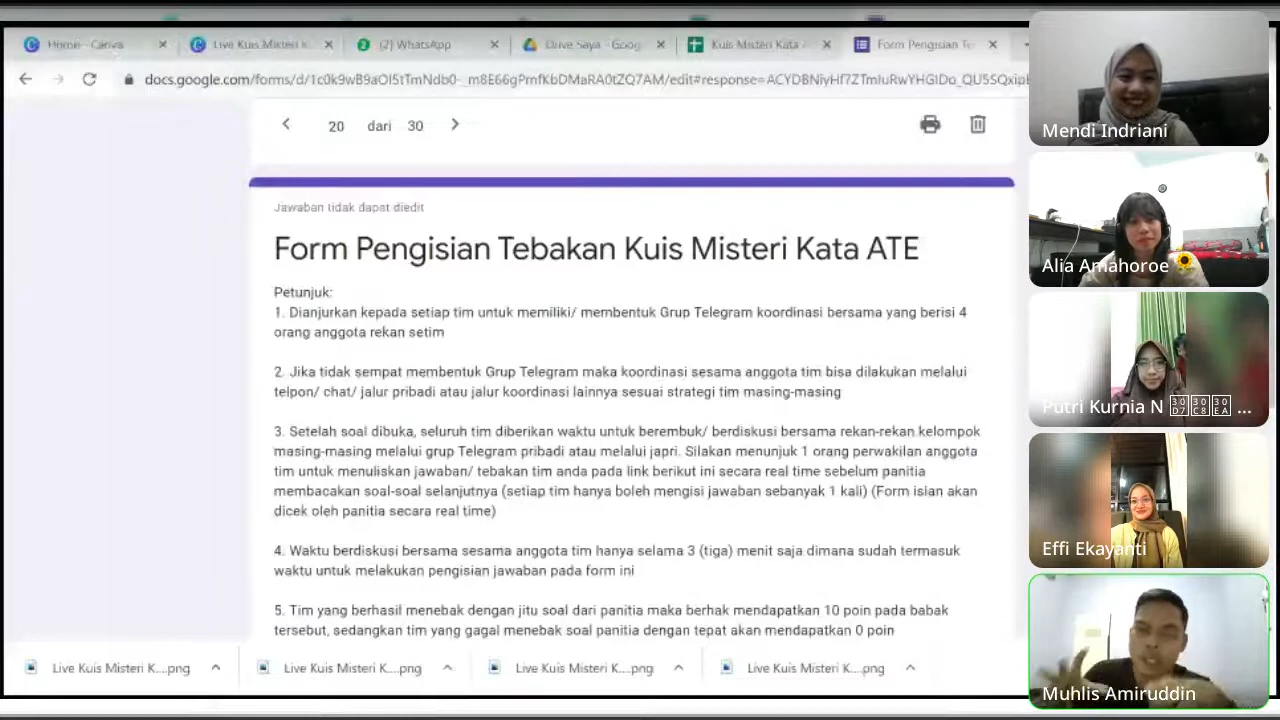 Home - Canva
Live Kuis Misteri K
(2) WhatsApp
Drive Saya - Goog
Kuis Misteri Kata
Form Pengisian Te
docs.google.com/forms/d/
20 dari 30
Jawaban tidak dapat diedit
Form Pengisian Tebakan Kuis Misteri Kata ATE
Petunjuk:
1. Dianjurkan kepada setiap tim untuk memiliki/ membentuk Grup Telegram koordinasi bersama yang berisi 4
orang anggota rekan setim
2. Jika tidak sempat membentuk Grup Telegram maka koordinasi sesama anggota tim bisa dilakukan melalui
telpon/ chat/ jalur pribadi atau jalur koordinasi lainnya sesuai strategi tim masing-masing
3. Setelah soal dibuka, seluruh tim diberikan waktu untuk berembuk/ berdiskusi bersama rekan-rekan kelompok
masing-masing melalui grup Telegram pribadi atau melalui japri. Silakan menunjuk 1 orang perwakilan anggota
tim untuk menuliskan jawaban/ tebakan tim anda pada link berikut ini secara real time sebelum panitia
membacakan soal-soal selanjutnya (setiap tim hanya boleh mengisi jawaban sebanyak 1 kali) (Form isian akan
dicek oleh panitia secara real time)
4. Waktu berdiskusi bersama sesama anggota tim hanya selama 3 (tiga) menit saja dimana sudah termasuk
waktu untuk melakukan pengisian jawaban pada form ini
5. Tim yang berhasil menebak dengan jitu soal dari panitia maka berhak mendapatkan 10 poin pada babak
tersebut, sedangkan tim yang gagal menebak soal panitia dengan tepat akan mendapatkan 0 poin
Live Kuis Misteri K....png
Live Kuis Misteri K....png
Live Kuis Misteri K....png
Live Kuis Misteri K....png
Mendi Indriani
Alia Amahoroe 🌻
Putri Kurnia N ...
Effi Ekayanti
Muhlis Amiruddin